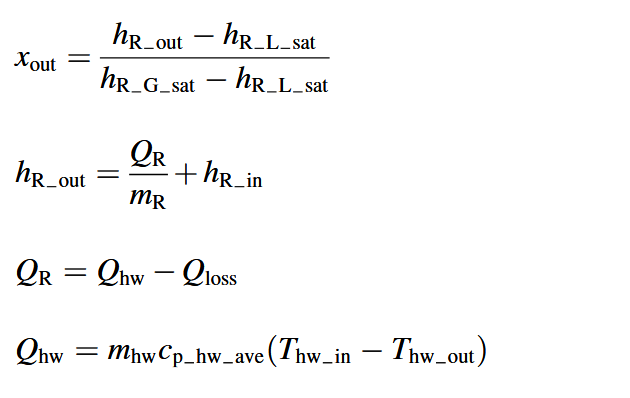 x_out = (h_R_out − h_R_L_sat) / (h_R_G_sat − h_R_L_sat)
h_R_out = Q_R / m_R + h_R_in
Q_R = Q_hw − Q_loss
Q_hw = m_hw c_p_hw_ave (T_hw_in − T_hw_out)